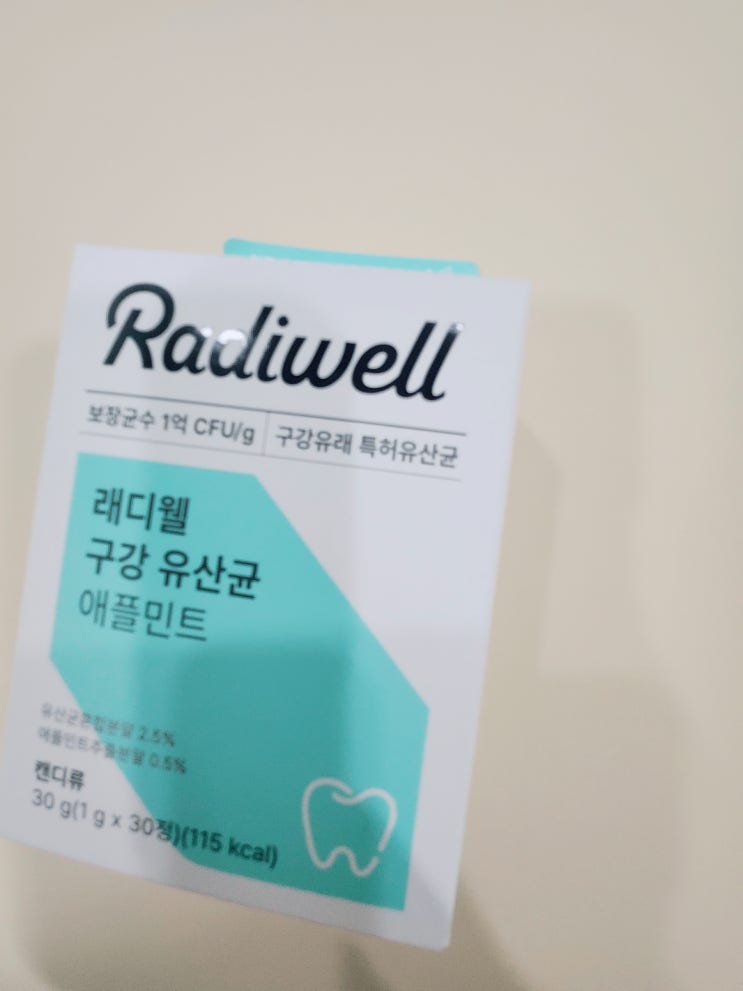 Radiwell
보장균수 1억 CFU/g
구강유래 특허유산균
래디웰
구강 유산균
애플민트
유산균혼합분말 2.5%
애플민트추출분말 0.5%
캔디류
30 g(1 g x 30정)(115 kcal)